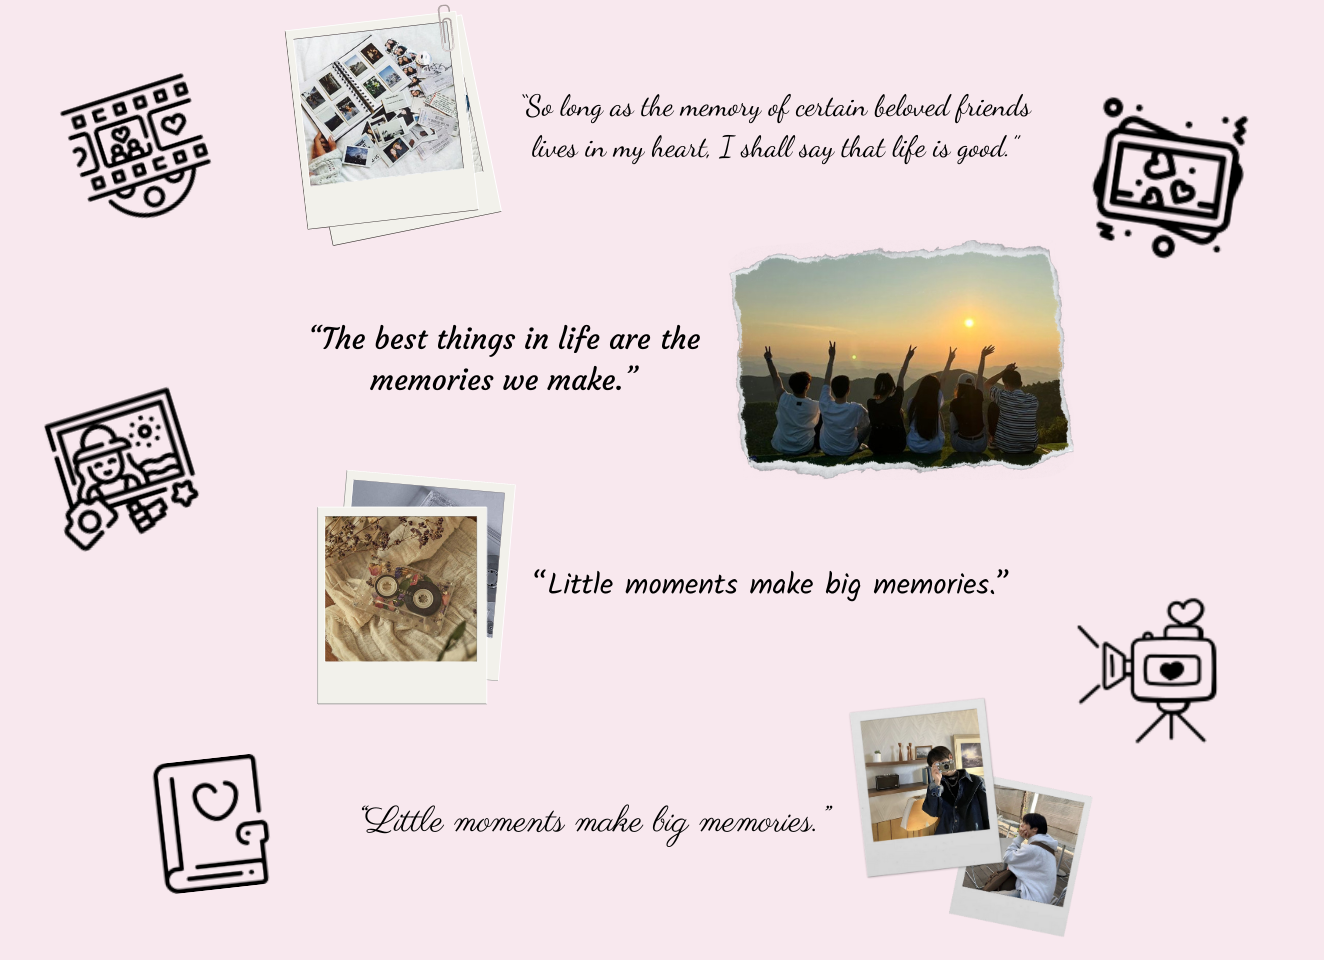 “So long as the memory of certain beloved friends
lives in my heart, I shall say that life is good.”
“The best things in life are the
memories we make.”
“Little moments make big memories.”
“Little moments make big memories.”